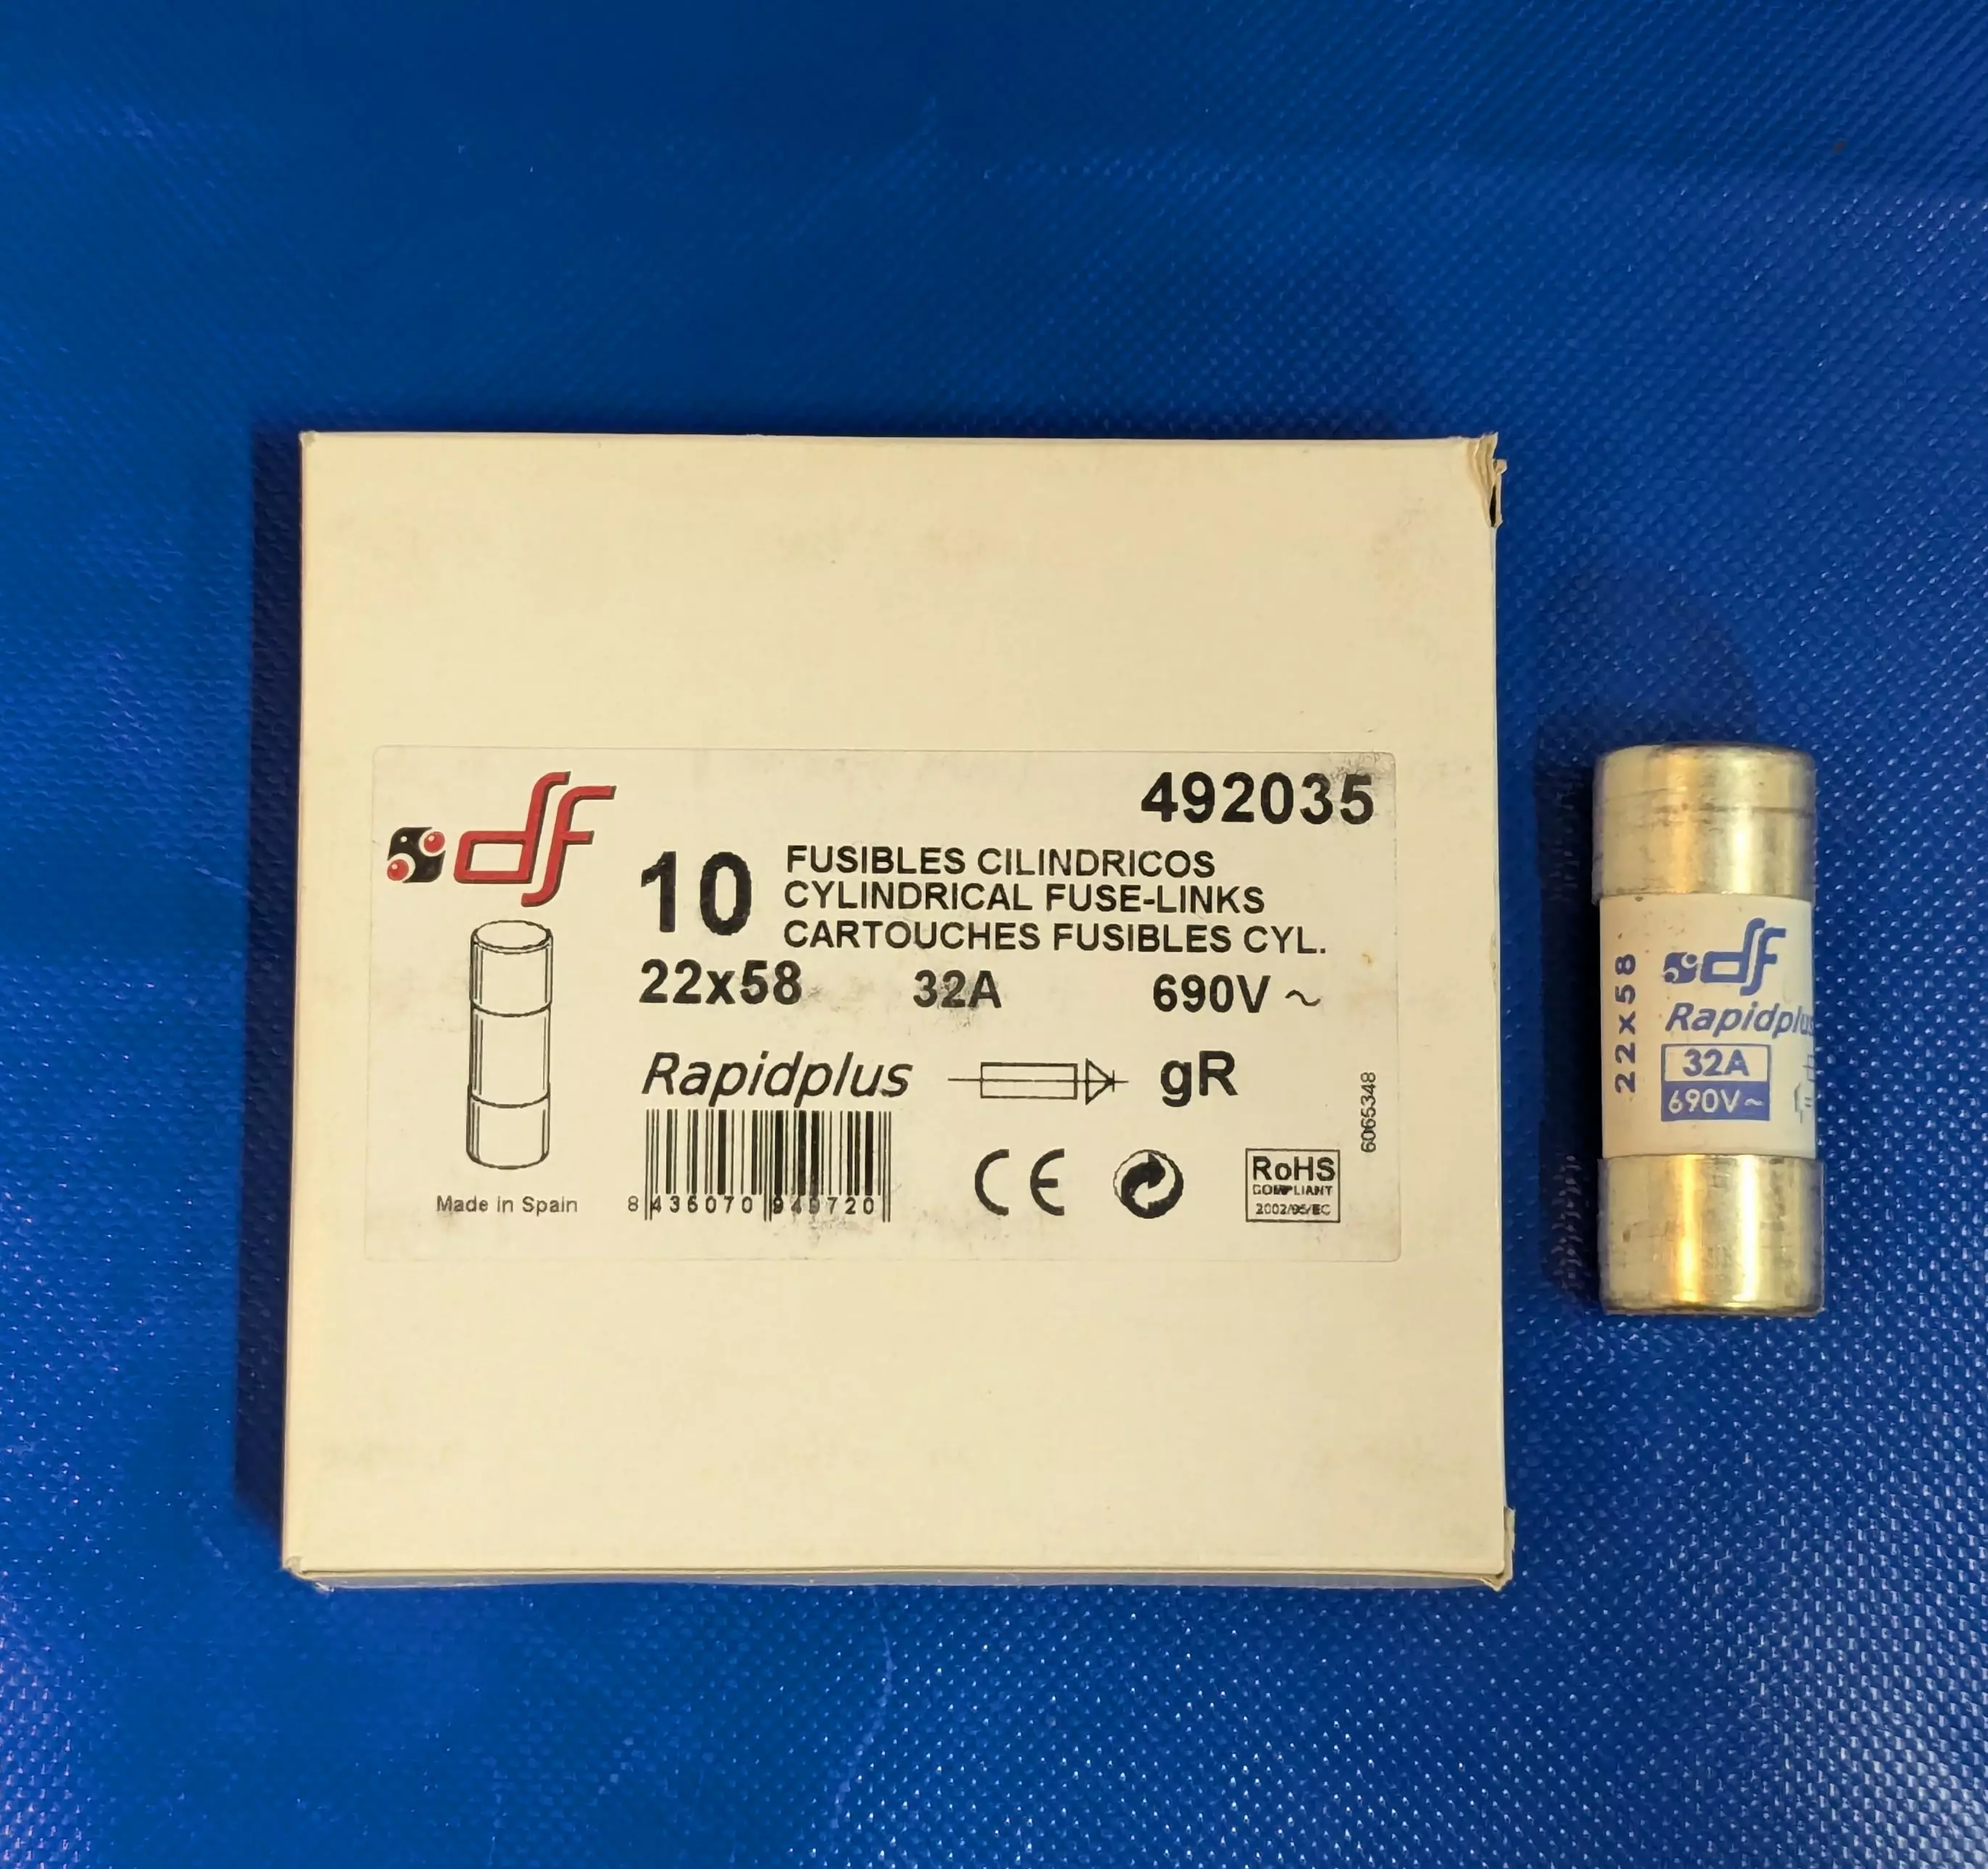 df
492035
10
FUSIBLES CILINDRICOS
CYLINDRICAL FUSE-LINKS
CARTOUCHES FUSIBLES CYL.
22x58 32A 690V ~
Rapidplus gR
6065348
Made in Spain
8 436070 949720
CE
RoHS
COMPLIANT
2002/95/EC
22x58
df
Rapidplus
32A
690V~